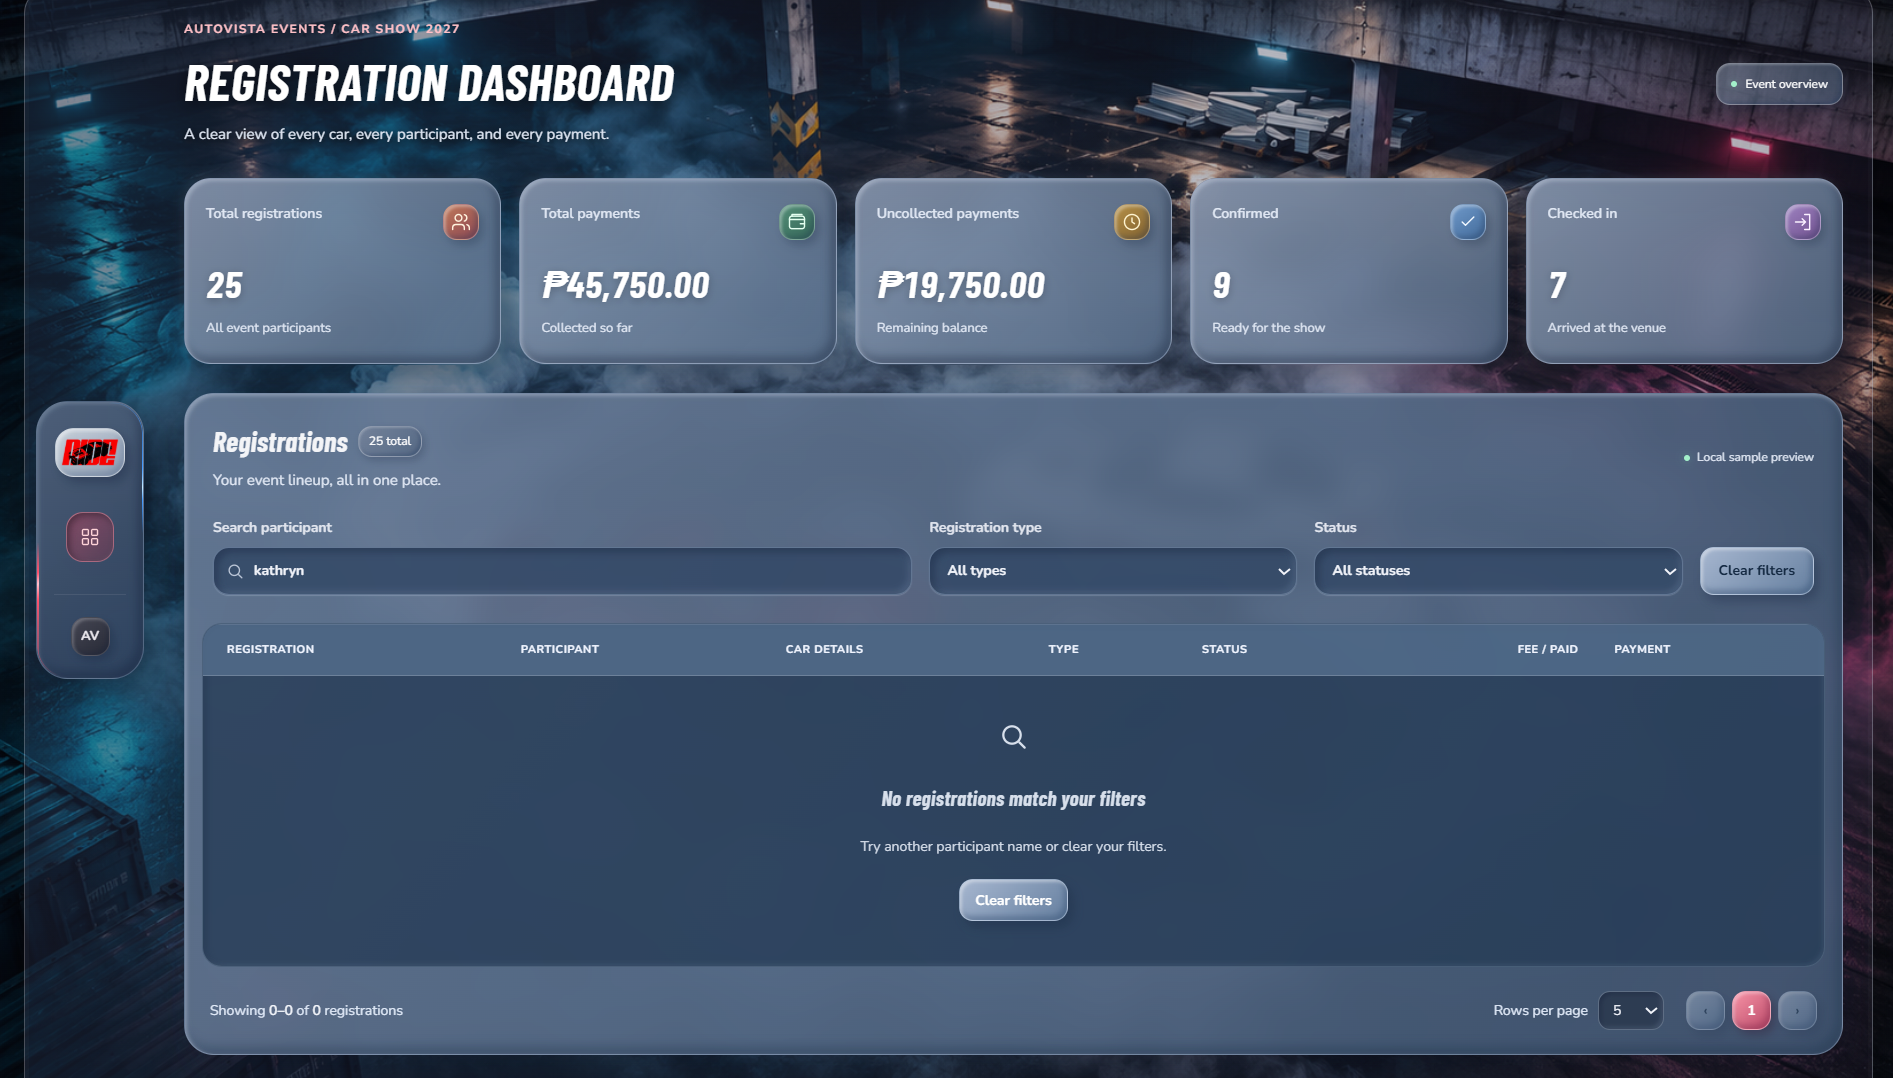 AUTOVISTA EVENTS / CAR SHOW 2027
REGISTRATION DASHBOARD
A clear view of every car, every participant, and every payment.
Event overview
Total registrations
25
All event participants
Total payments
₱45,750.00
Collected so far
Uncollected payments
₱19,750.00
Remaining balance
Confirmed
9
Ready for the show
Checked in
7
Arrived at the venue
AV
Registrations 25 total
Your event lineup, all in one place.
Local sample preview
Search participant
kathryn
Registration type
All types
Status
All statuses
Clear filters
REGISTRATION PARTICIPANT CAR DETAILS TYPE STATUS FEE / PAID PAYMENT
No registrations match your filters
Try another participant name or clear your filters.
Clear filters
Showing 0–0 of 0 registrations
Rows per page 5 ‹ 1 ›